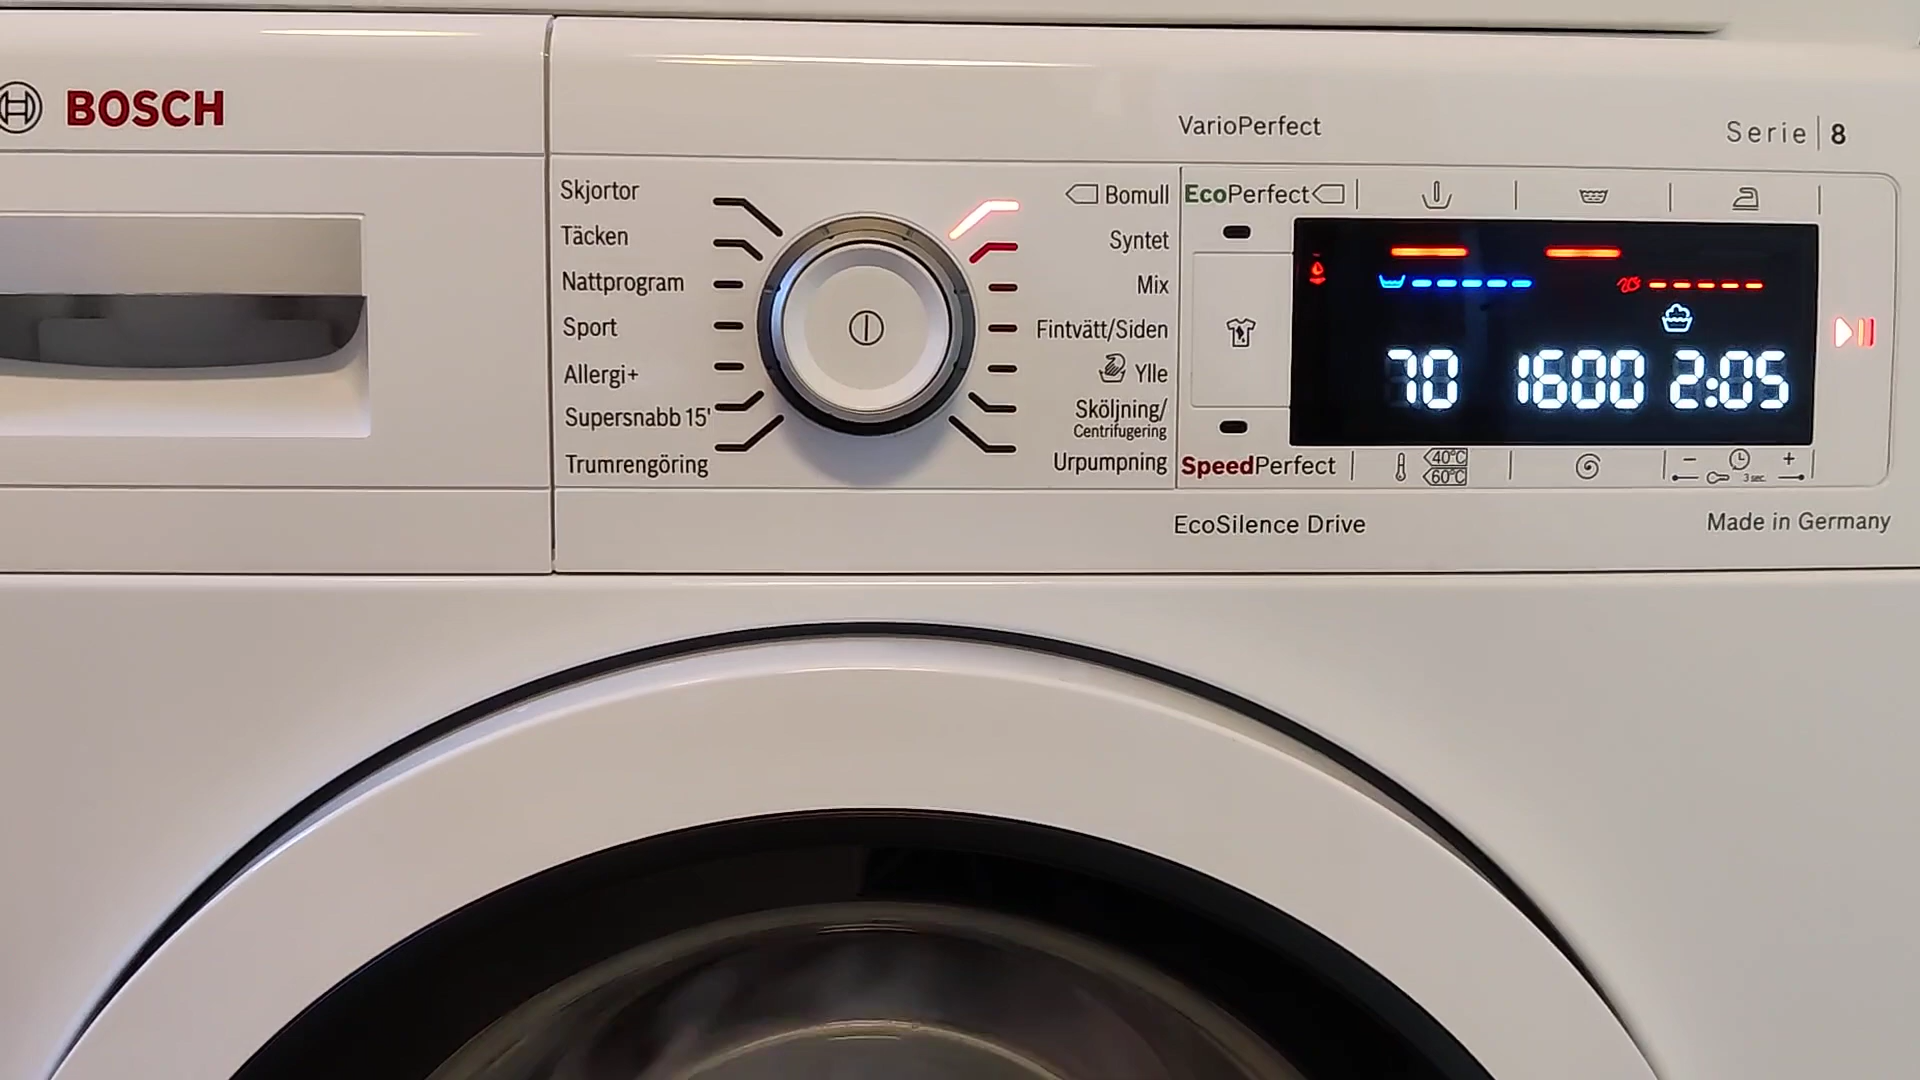 BOSCH
VarioPerfect
Serie | 8
Skjortor
Täcken
Nattprogram
Sport
Allergi+
Supersnabb 15'
Trumrengöring
Bomull
Syntet
Mix
Fintvätt/Siden
Ylle
Sköljning/
Centrifugering
Urpumpning
EcoPerfect
SpeedPerfect
70 1600 2:05
40°C
60°C
− +
3 sec.
EcoSilence Drive
Made in Germany